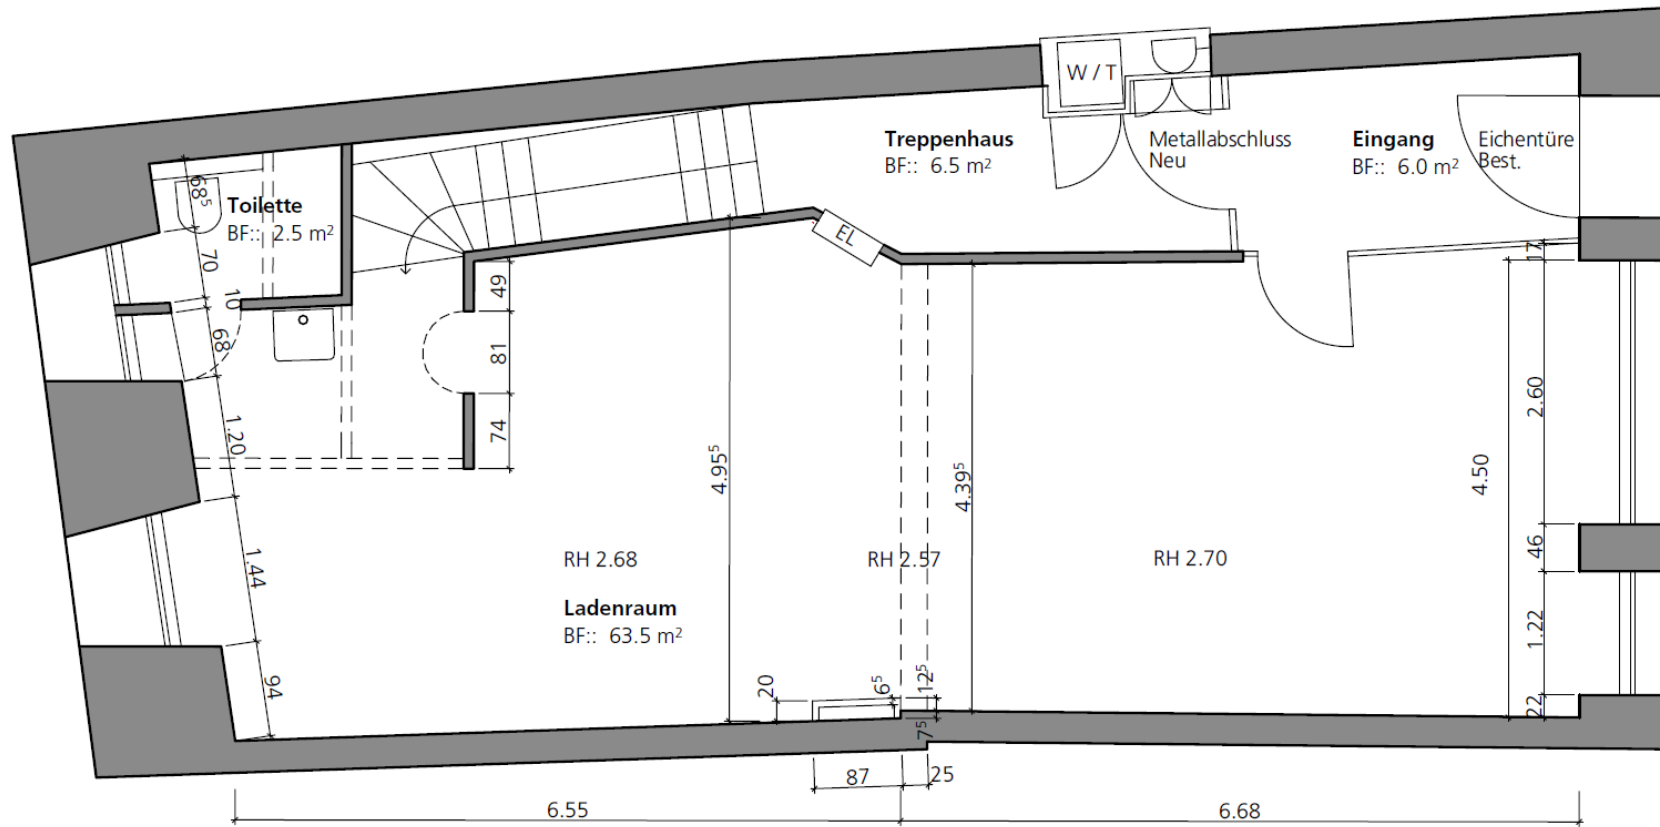 W / T
Treppenhaus
BF:: 6.5 m²
Metallabschluss
Neu
Eingang
BF:: 6.0 m²
Eichentüre
Best.
68⁵
Toilette
BF:: 2.5 m²
EL
17
70
10
49
68
81
2.60
1.20
74
4.95⁵
4.39⁵
4.50
RH 2.68
RH 2.57
RH 2.70
46
1.44
Ladenraum
BF:: 63.5 m²
1.22
94
20
6⁵
12⁵
22
7⁵
87
25
6.55
6.68